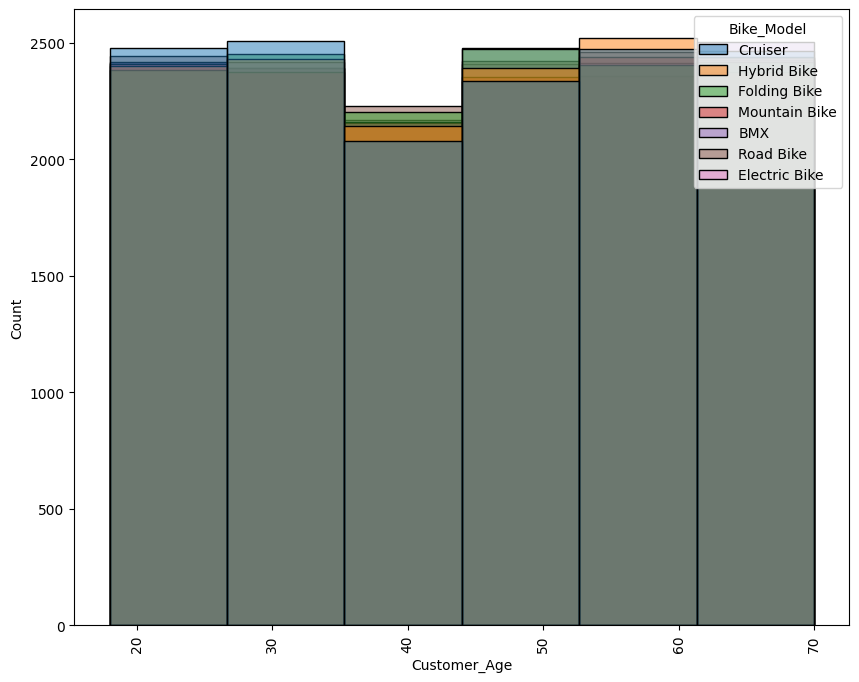 Bike_Model
Cruiser
Hybrid Bike
Folding Bike
Mountain Bike
BMX
Road Bike
Electric Bike
2500
2000
1500
1000
500
0
Count
20
30
40
50
60
70
Customer_Age